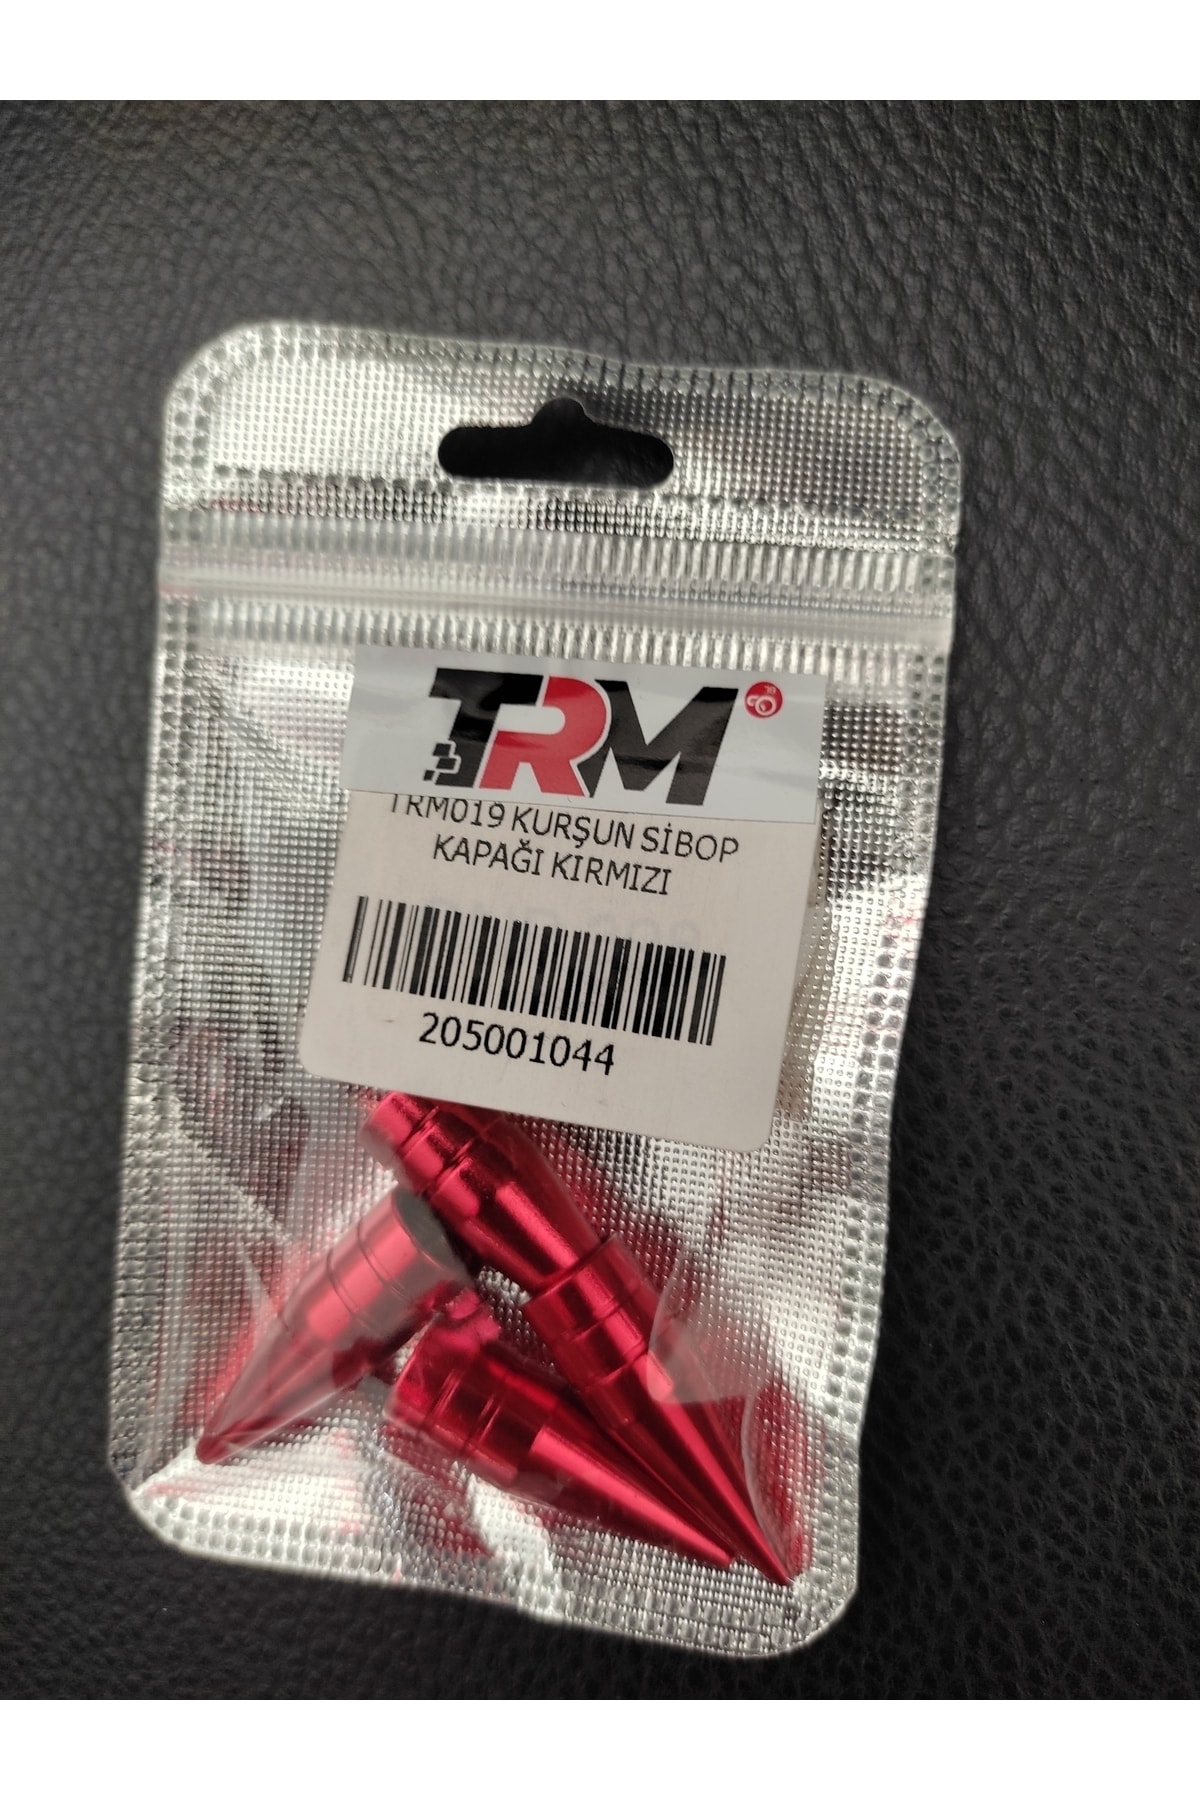 TRM
TRM019 KURŞUN SİBOP
KAPAĞI KIRMIZI
205001044